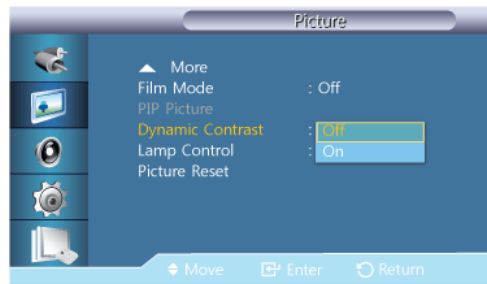 Picture
More
Film Mode : Off
PIP Picture
Dynamic Contrast : Off
Lamp Control : On
Picture Reset
Move Enter Return